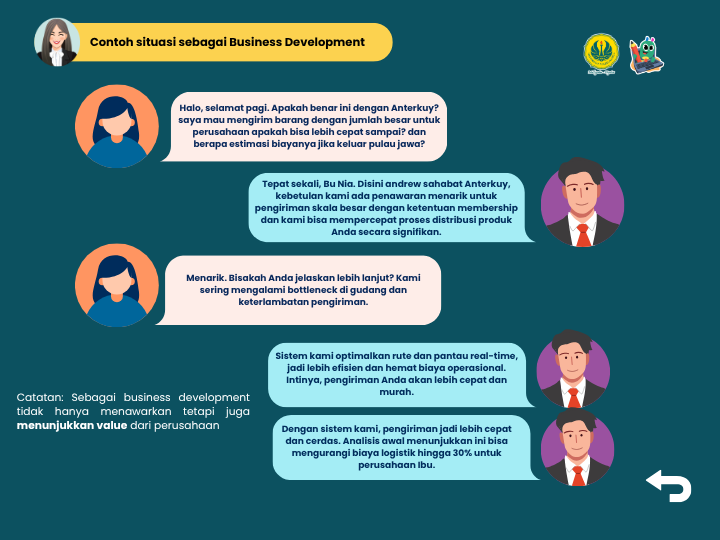 Contoh situasi sebagai Business Development
Halo, selamat pagi. Apakah benar ini dengan Anterkuy?
saya mau mengirim barang dengan jumlah besar untuk
perusahaan apakah bisa lebih cepat sampai? dan
berapa estimasi biayanya jika keluar pulau jawa?
Tepat sekali, Bu Nia. Disini andrew sahabat Anterkuy,
kebetulan kami ada penawaran menarik untuk
pengiriman skala besar dengan ketentuan membership
dan kami bisa mempercepat proses distribusi produk
Anda secara signifikan.
Menarik. Bisakah Anda jelaskan lebih lanjut? Kami
sering mengalami bottleneck di gudang dan
keterlambatan pengiriman.
Sistem kami optimalkan rute dan pantau real-time,
jadi lebih efisien dan hemat biaya operasional.
Intinya, pengiriman Anda akan lebih cepat dan
murah.
Catatan: Sebagai business development
tidak hanya menawarkan tetapi juga
menunjukkan value dari perusahaan
Dengan sistem kami, pengiriman jadi lebih cepat
dan cerdas. Analisis awal menunjukkan ini bisa
mengurangi biaya logistik hingga 30% untuk
perusahaan Ibu.